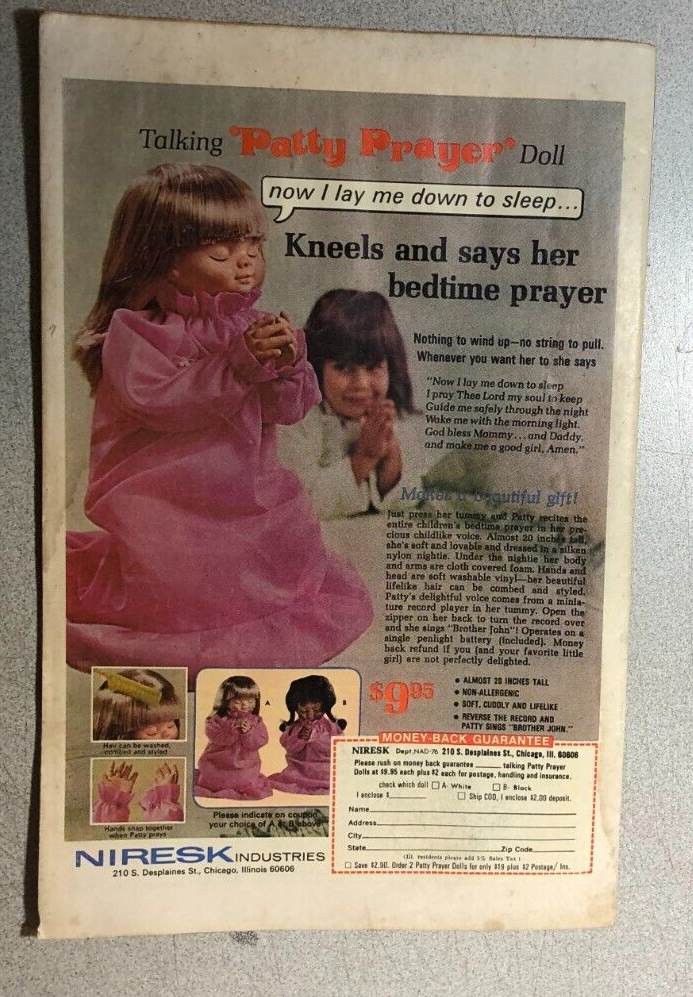 Talking "Patty Prayer" Doll
now I lay me down to sleep...
Kneels and says her
bedtime prayer
Nothing to wind up—no string to pull.
Whenever you want her to she says
"Now I lay me down to sleep
I pray Thee Lord my soul to keep
Guide me safely through the night
Wake me with the morning light.
God bless Mommy...and Daddy.
and make me a good girl, Amen."
Makes a beautiful gift!
Just press her tummy and Patty recites the
entire children's bedtime prayer in her pre-
cious childlike voice. Almost 20 inches tall,
she's soft and lovable and dressed in a silken
nylon nightie. Under the nightie her body
and arms are cloth covered foam. Hands and
head are soft washable vinyl—her beautiful
lifelike hair can be combed and styled.
Patty's delightful voice comes from a minia-
ture record player in her tummy. Open the
zipper on her back to turn the record over
and she sings "Brother John"! Operates on a
single penlight battery (included). Money
back refund if you (and your favorite little
girl) are not perfectly delighted.
$9.95
• ALMOST 20 INCHES TALL
• NON-ALLERGENIC
• SOFT, CUDDLY AND LIFELIKE
• REVERSE THE RECORD AND
PATTY SINGS "BROTHER JOHN."
Hair can be washed,
combed and styled
Hands snap together
when Patty prays
A
B
Please indicate on coupon
your choice of A or B above
MONEY-BACK GUARANTEE
NIRESK Dept. NAD-76 210 S. Desplaines St., Chicago, Ill. 60606
Please rush on money back guarantee talking Patty Prayer
Dolls at $9.95 each plus $2 each for postage, handling and insurance.
check which doll □ A- White □ B- Black
I enclose $ □ Ship COD, I enclose $2.00 deposit.
Name
Address
City
State Zip Code
(Ill. residents please add 5% Sales Tax)
□ Save $2.90. Order 2 Patty Prayer Dolls for only $19 plus $2 Postage/ Ins.
NIRESK INDUSTRIES
210 S. Desplaines St., Chicago, Illinois 60606